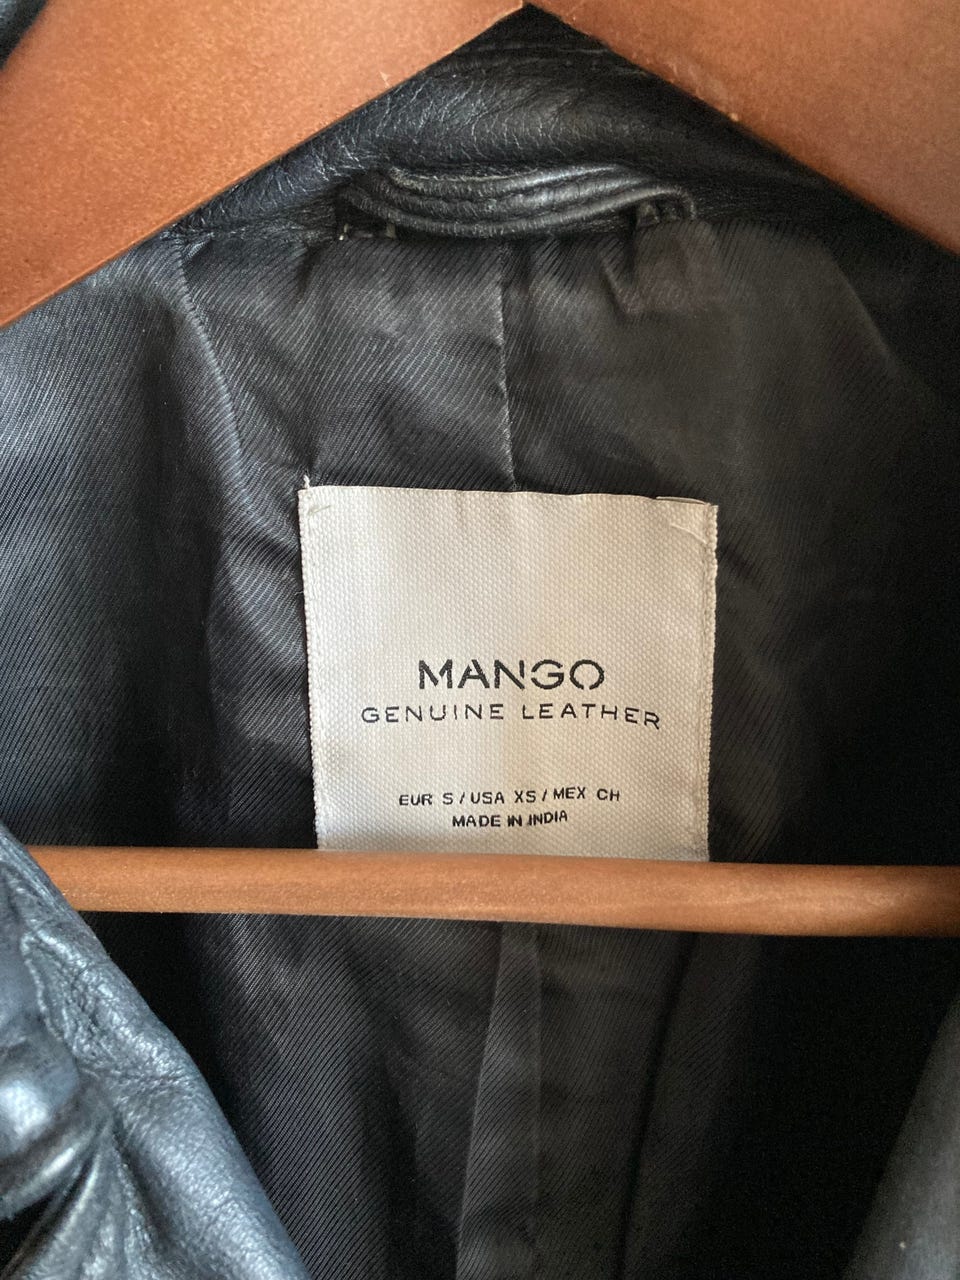 MANGO
GENUINE LEATHER
EUR S / USA XS / MEX CH
MADE IN INDIA